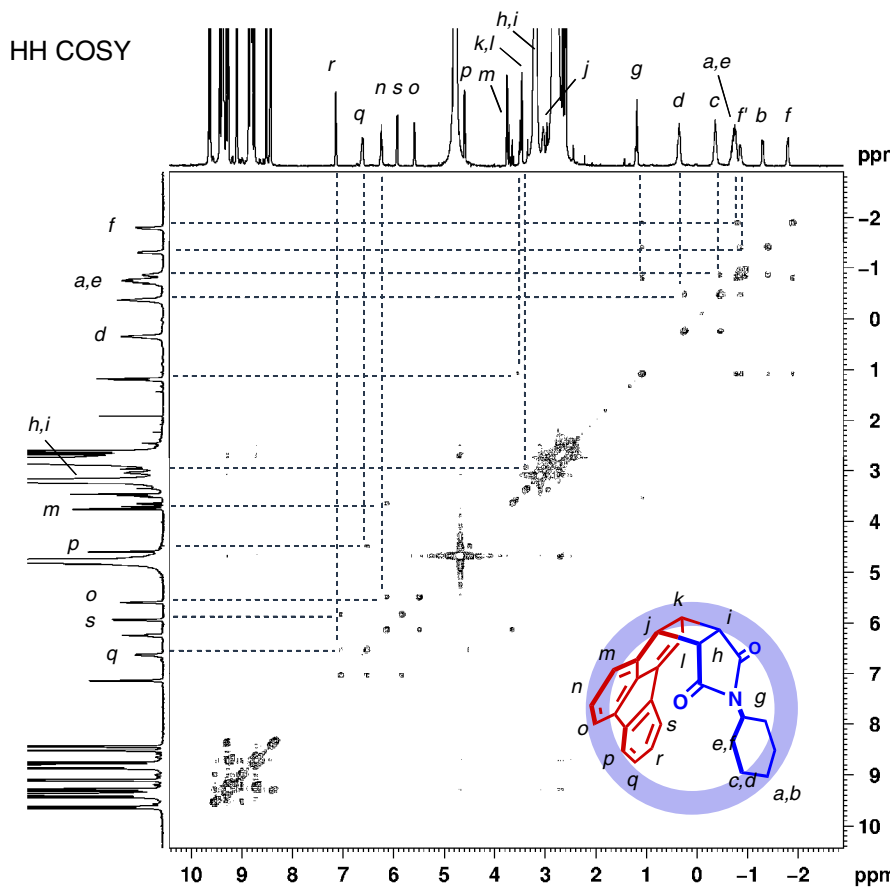 HH COSY
h,i
k,l
r
n s o
p
m
j
g
a,e
q
d
c
f'
b
f
ppm
f
a,e
d
h,i
m
p
o
s
q
−2
−1
0
1
2
3
4
5
6
7
8
9
10
k
j
i
m
l
h
O
n
O
N
g
o
s
e,f
p
r
q
c,d
a,b
10 9 8 7 6 5 4 3 2 1 0 −1 −2 ppm